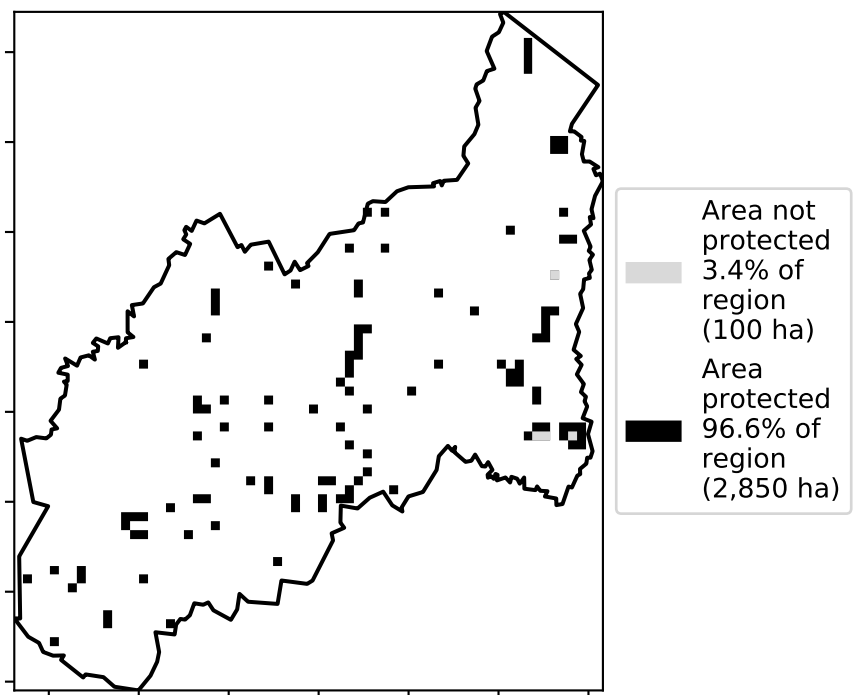 Area not
protected
3.4% of
region
(100 ha)
Area
protected
96.6% of
region
(2,850 ha)